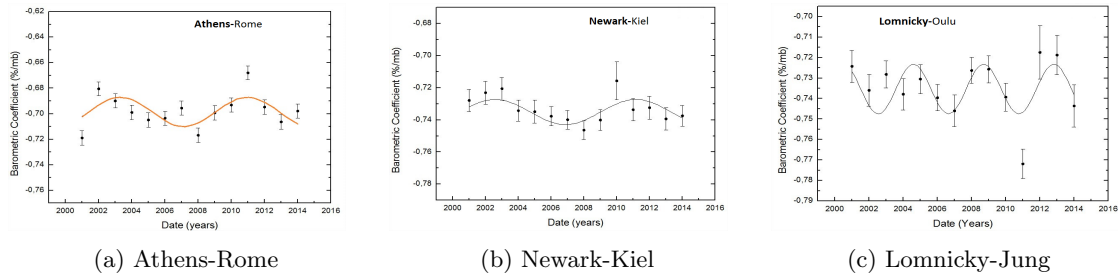 Athens-Rome
Barometric Coefficient (%/mb)
-0,62
-0,64
-0,66
-0,68
-0,70
-0,72
-0,74
-0,76
2000 2002 2004 2006 2008 2010 2012 2014 2016
Date (years)
(a) Athens-Rome
Newark-Kiel
Barometric Coefficient (%/mb)
-0,68
-0,70
-0,72
-0,74
-0,76
-0,78
2000 2002 2004 2006 2008 2010 2012 2014 2016
Date (years)
(b) Newark-Kiel
Lomnicky-Oulu
Barometric Coefficient (%/mb)
-0,70
-0,71
-0,72
-0,73
-0,74
-0,75
-0,76
-0,77
-0,78
-0,79
2000 2002 2004 2006 2008 2010 2012 2014 2016
Date (years)
(c) Lomnicky-Jung